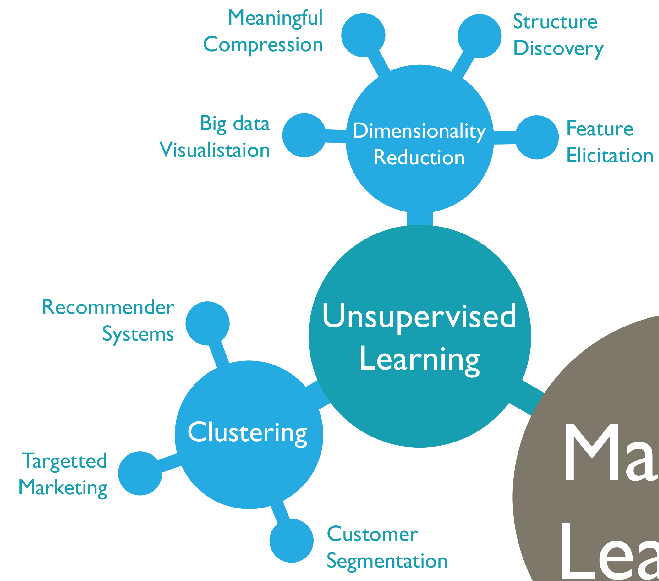 Meaningful
Compression
Structure
Discovery
Big data
Visualistaion
Dimensionality
Reduction
Feature
Elicitation
Unsupervised
Learning
Recommender
Systems
Clustering
Targetted
Marketing
Customer
Segmentation
Ma
Lea